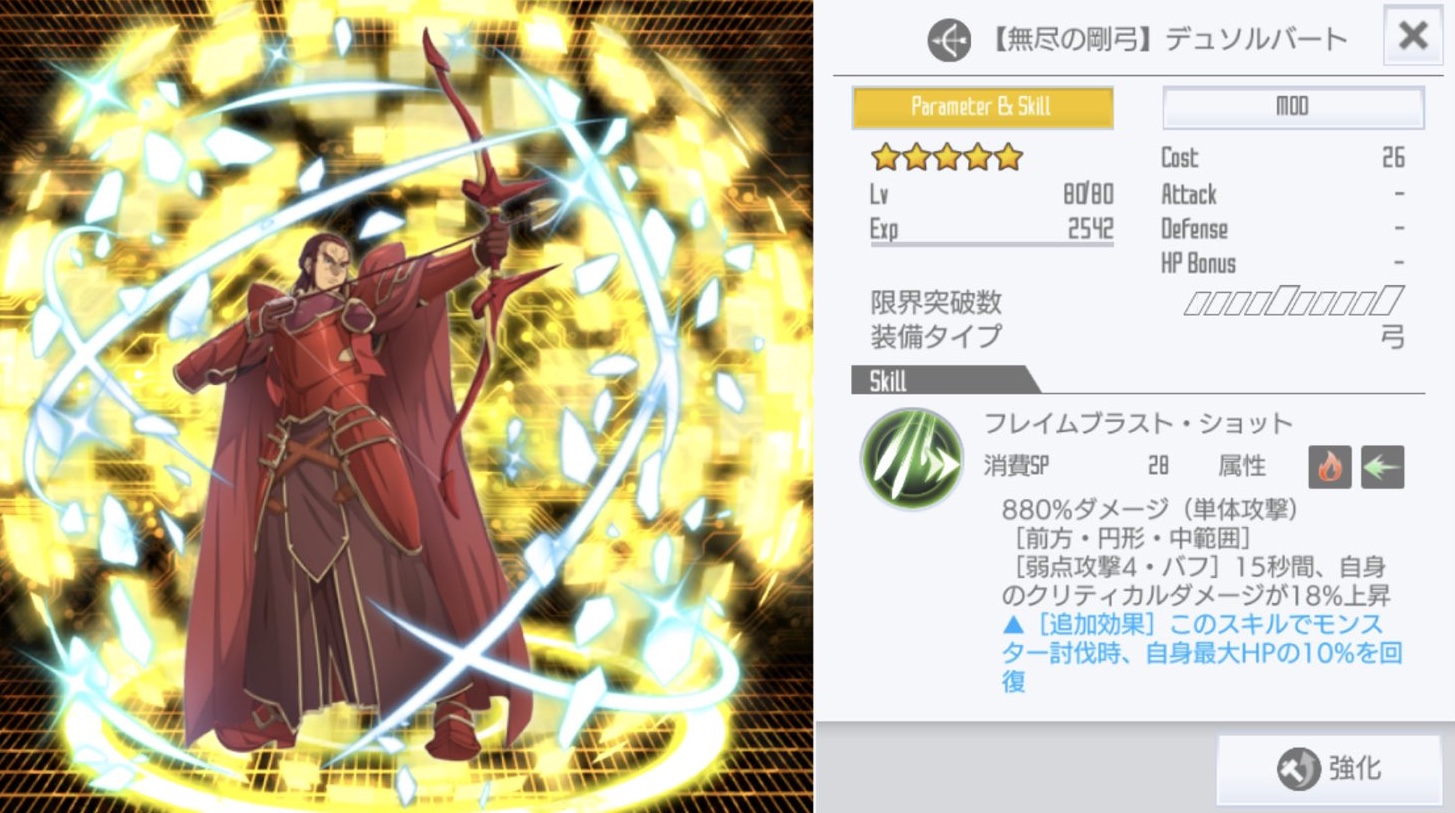 【無尽の剛弓】デュソルバート
Parameter & Skill
MOD
Lv 80/80
Exp 2542
Cost 26
Attack -
Defense -
HP Bonus -
限界突破数
装備タイプ 弓
Skill
フレイムブラスト・ショット
消費SP 28 属性
880%ダメージ（単体攻撃）
［前方・円形・中範囲］
［弱点攻撃4・バフ］15秒間、自身
のクリティカルダメージが18%上昇
▲［追加効果］このスキルでモンス
ター討伐時、自身最大HPの10%を回
復
強化